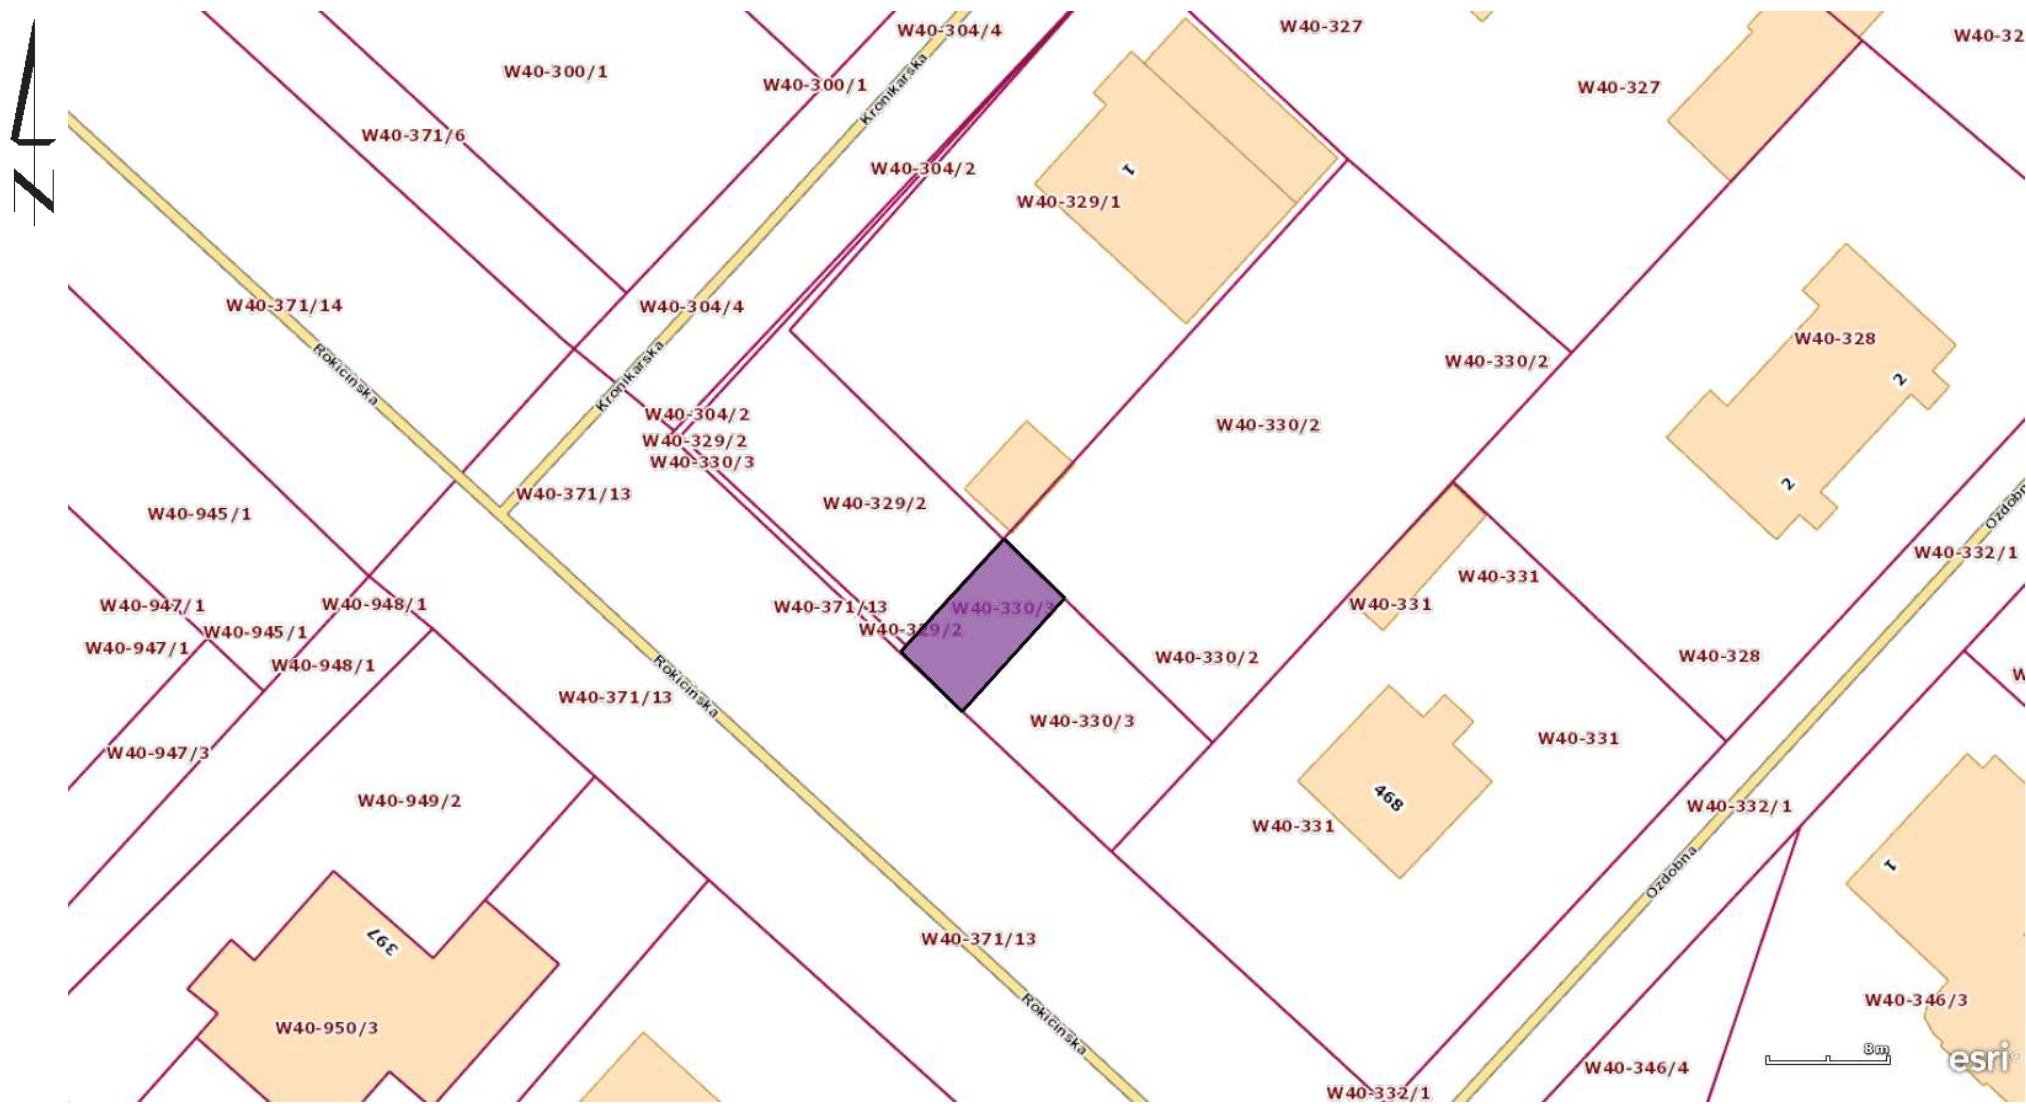 W40-304/4
W40-327
W40-32
W40-300/1
W40-300/1
Kronikarska
W40-327
W40-371/6
W40-304/2
1
W40-329/1
N
W40-371/14
W40-304/4
W40-328
Rokicińska
Kronikarska
W40-330/2
2
W40-304/2
W40-330/2
W40-329/2
W40-330/3
2
W40-371/13
W40-329/2
Ozdobn
W40-945/1
W40-332/1
W40-331
W40-947/1
W40-948/1
W40-371/13
W40-330/3
W40-331
W40-945/1
W40-329/2
W40-947/1
W40-948/1
W40-330/2
W40-328
W
Rokicińska
W40-371/13
W40-330/3
W40-331
W40-947/3
W40-949/2
468
W40-332/1
W40-331
Ozdobna
1
397
W40-371/13
W40-346/3
Rokicińska
W40-950/3
8m
esri
W40-346/4
W40-332/1